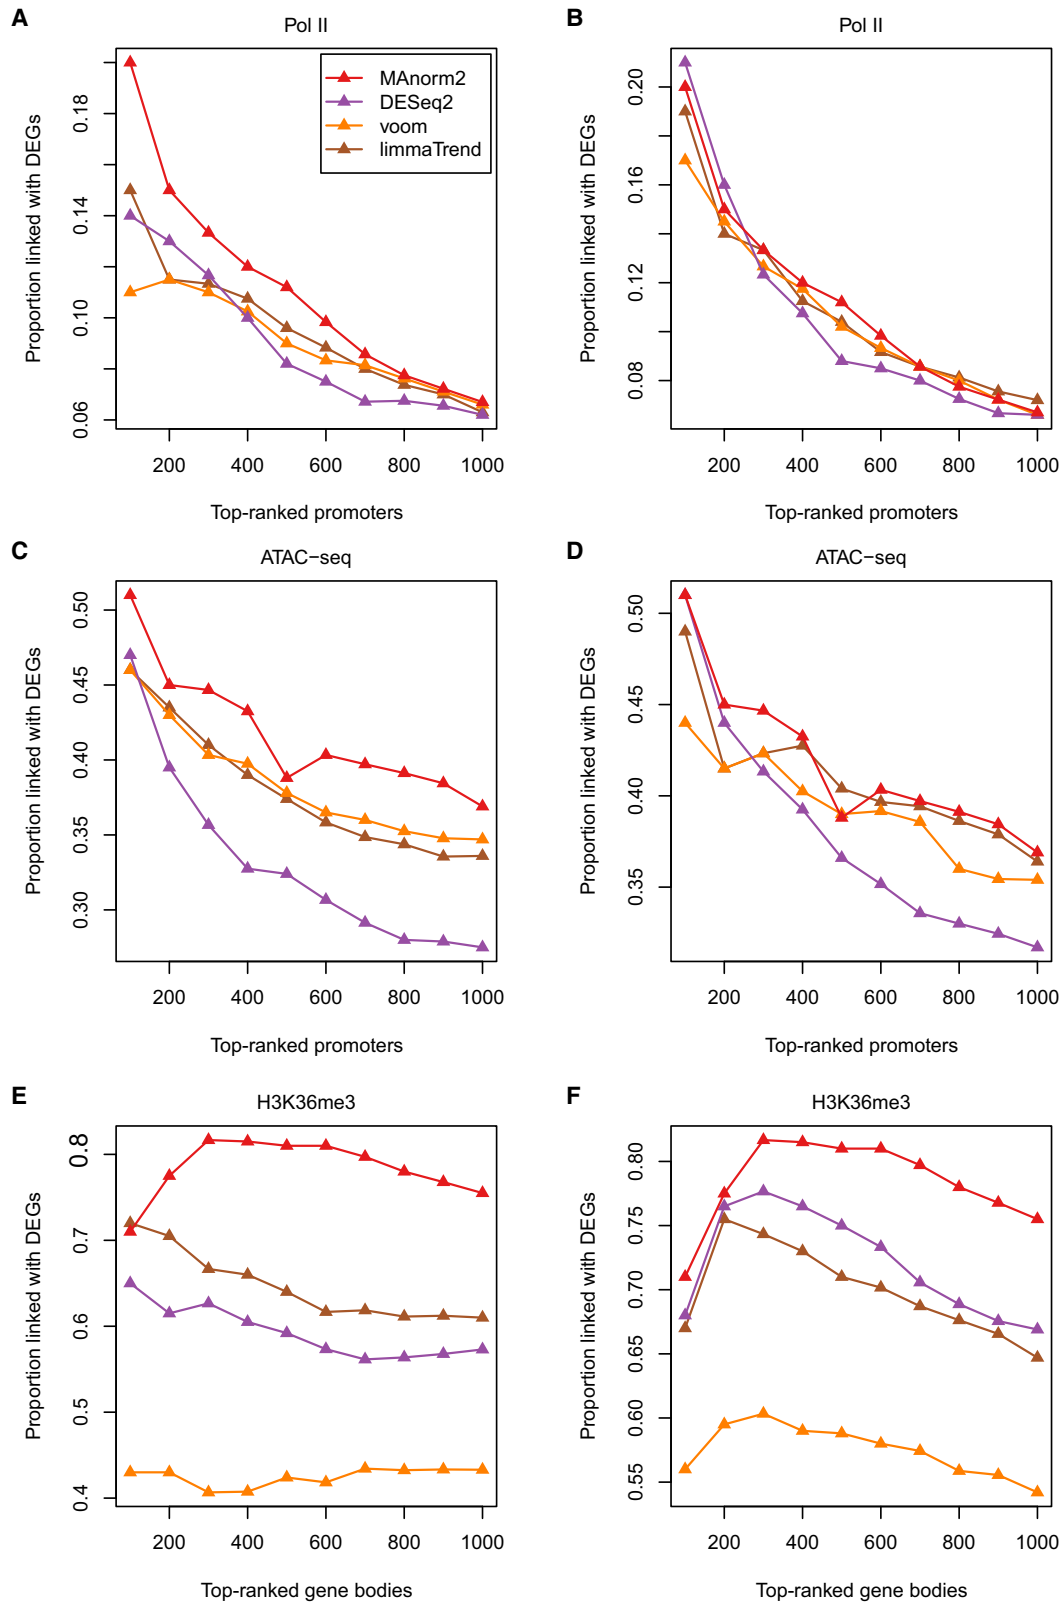 A
Pol II
MAnorm2
DESeq2
voom
limmaTrend
Proportion linked with DEGs
0.06 0.10 0.14 0.18
200 400 600 800 1000
Top-ranked promoters
B
Pol II
Proportion linked with DEGs
0.08 0.12 0.16 0.20
200 400 600 800 1000
Top-ranked promoters
C
ATAC−seq
Proportion linked with DEGs
0.30 0.35 0.40 0.45 0.50
200 400 600 800 1000
Top-ranked promoters
D
ATAC−seq
Proportion linked with DEGs
0.35 0.40 0.45 0.50
200 400 600 800 1000
Top-ranked promoters
E
H3K36me3
Proportion linked with DEGs
0.4 0.5 0.6 0.7 0.8
200 400 600 800 1000
Top-ranked gene bodies
F
H3K36me3
Proportion linked with DEGs
0.55 0.60 0.65 0.70 0.75 0.80
200 400 600 800 1000
Top-ranked gene bodies